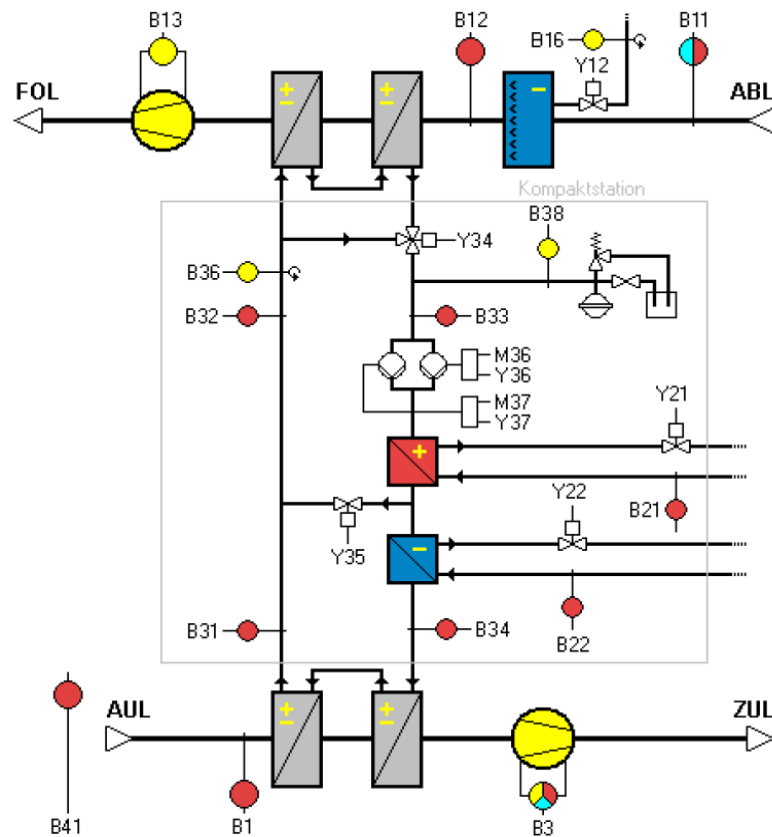 B13
B12
B11
B16
Y12
FOL
ABL
Kompaktstation
B38
Y34
B36
B32
B33
M36
Y36
M37
Y37
Y21
+
B21
Y22
Y35
B31
B34
B22
AUL
ZUL
B41
B1
B3